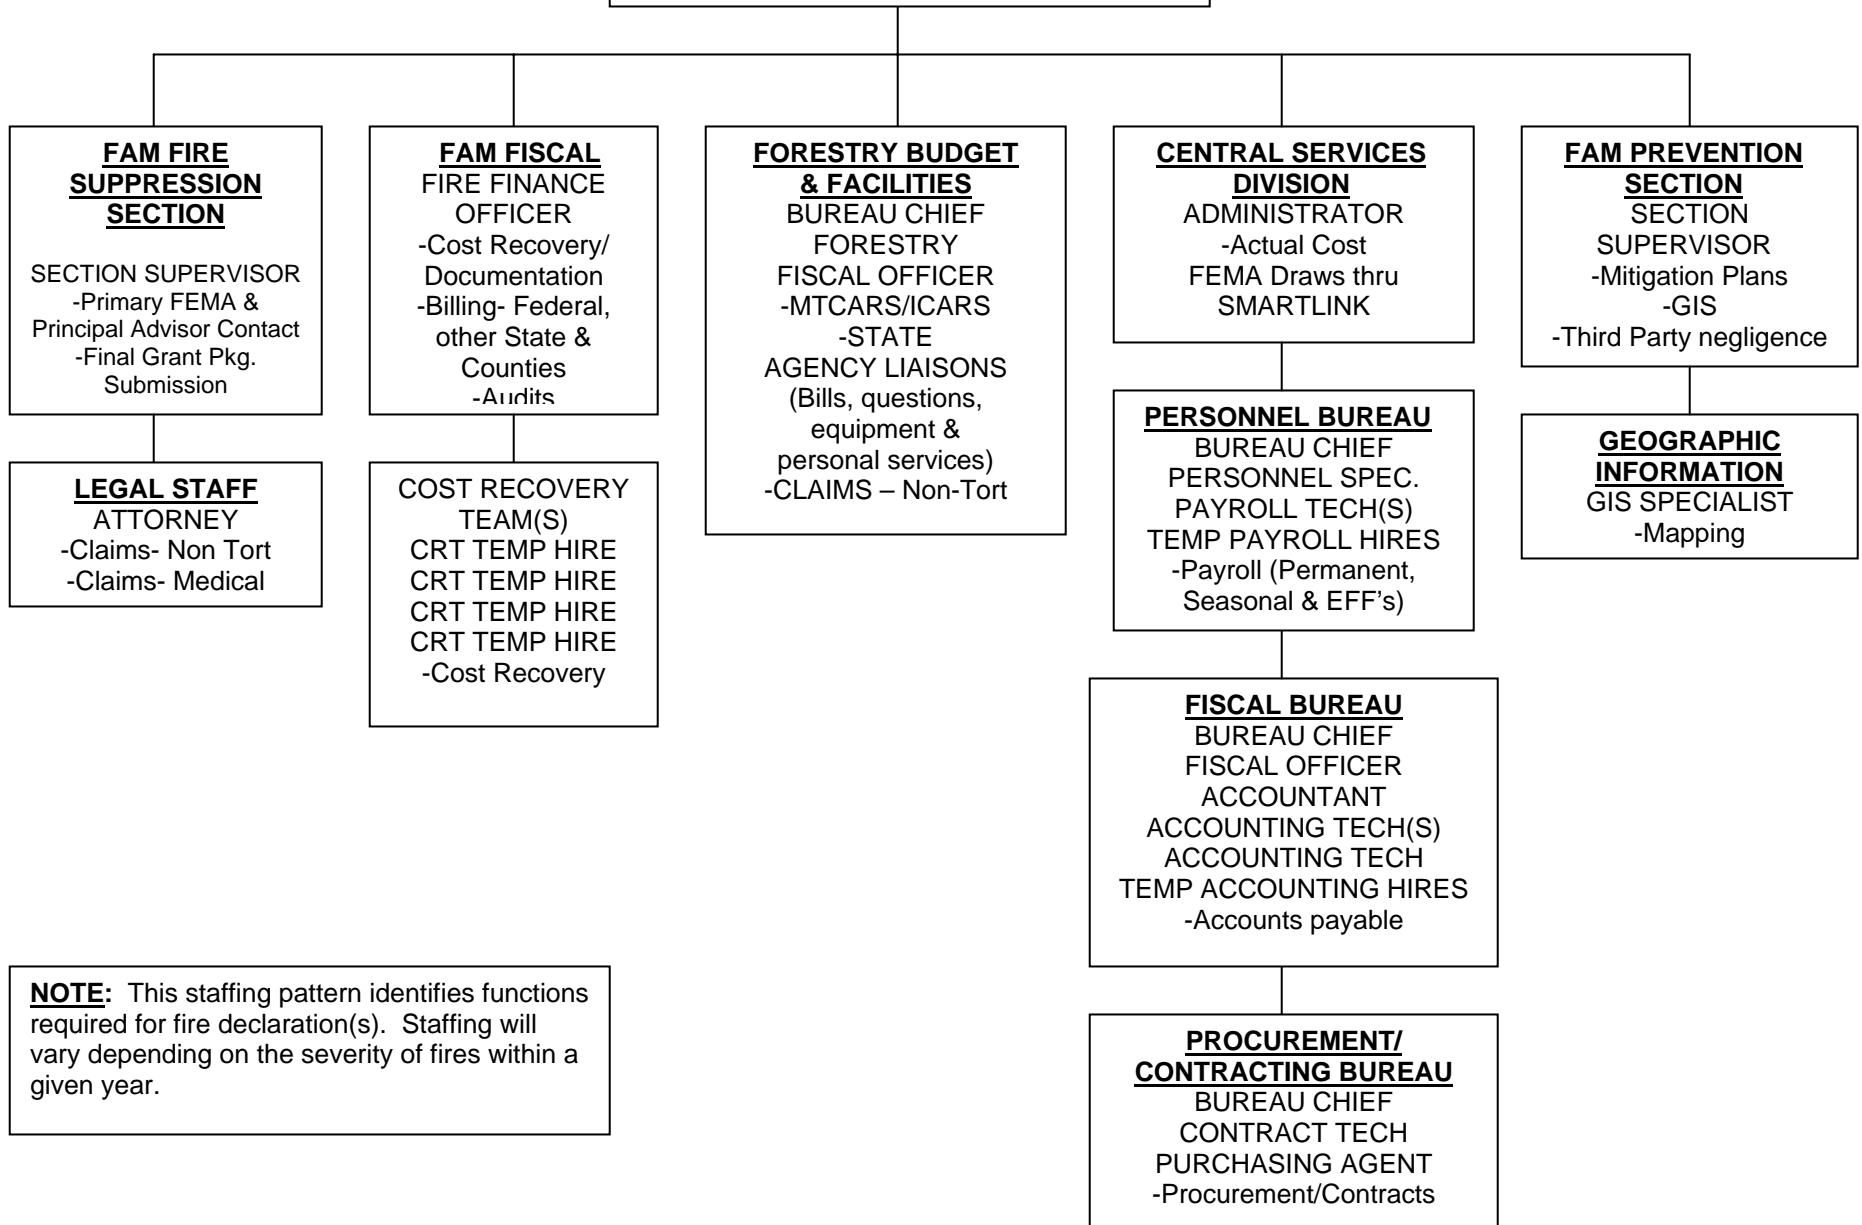 FAM FIRE
SUPPRESSION
SECTION
SECTION SUPERVISOR
-Primary FEMA &
Principal Advisor Contact
-Final Grant Pkg.
Submission
FAM FISCAL
FIRE FINANCE
OFFICER
-Cost Recovery/
Documentation
-Billing- Federal,
other State &
Counties
-Audits
FORESTRY BUDGET
& FACILITIES
BUREAU CHIEF
FORESTRY
FISCAL OFFICER
-MTCARS/ICARS
-STATE
AGENCY LIAISONS
(Bills, questions,
equipment &
personal services)
-CLAIMS – Non-Tort
CENTRAL SERVICES
DIVISION
ADMINISTRATOR
-Actual Cost
FEMA Draws thru
SMARTLINK
FAM PREVENTION
SECTION
SECTION
SUPERVISOR
-Mitigation Plans
-GIS
-Third Party negligence
LEGAL STAFF
ATTORNEY
-Claims- Non Tort
-Claims- Medical
COST RECOVERY
TEAM(S)
CRT TEMP HIRE
CRT TEMP HIRE
CRT TEMP HIRE
CRT TEMP HIRE
-Cost Recovery
PERSONNEL BUREAU
BUREAU CHIEF
PERSONNEL SPEC.
PAYROLL TECH(S)
TEMP PAYROLL HIRES
-Payroll (Permanent,
Seasonal & EFF's)
GEOGRAPHIC
INFORMATION
GIS SPECIALIST
-Mapping
FISCAL BUREAU
BUREAU CHIEF
FISCAL OFFICER
ACCOUNTANT
ACCOUNTING TECH(S)
ACCOUNTING TECH
TEMP ACCOUNTING HIRES
-Accounts payable
NOTE:  This staffing pattern identifies functions
required for fire declaration(s).  Staffing will
vary depending on the severity of fires within a
given year.
PROCUREMENT/
CONTRACTING BUREAU
BUREAU CHIEF
CONTRACT TECH
PURCHASING AGENT
-Procurement/Contracts